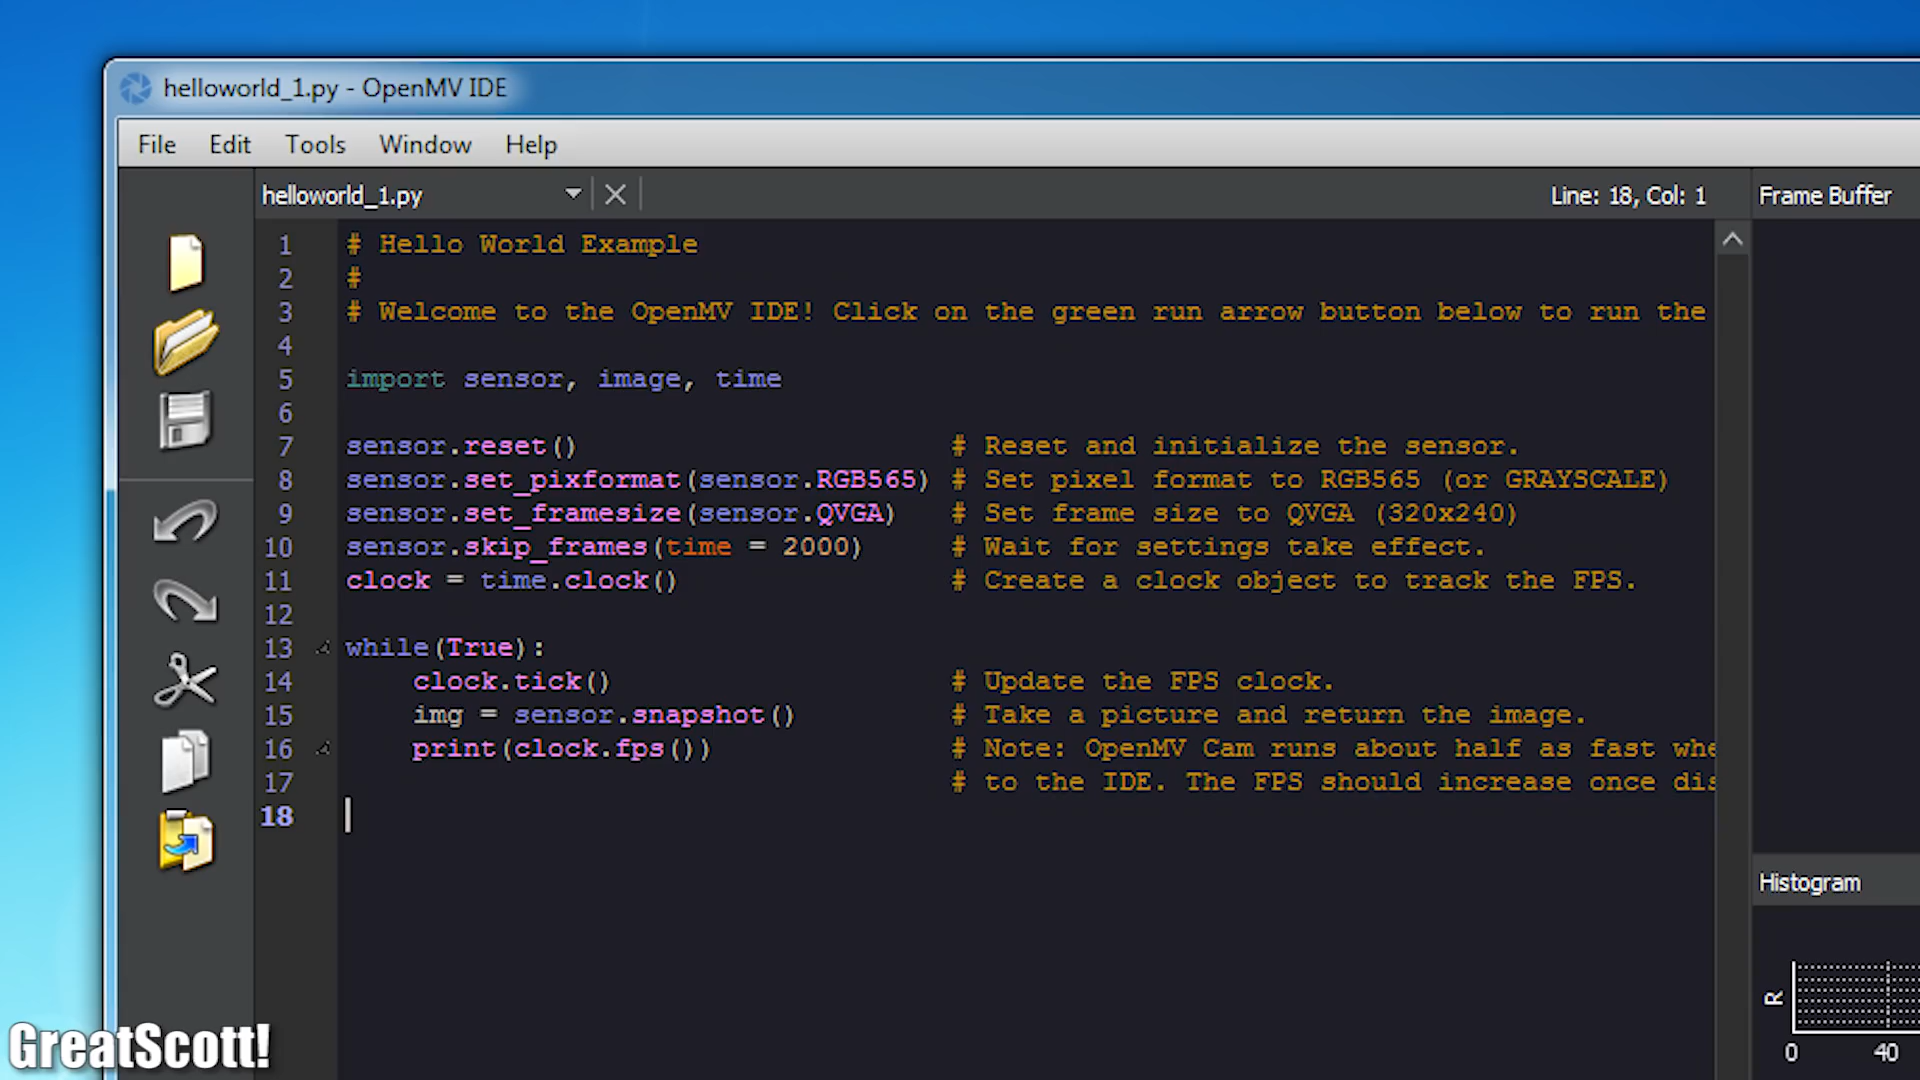 helloworld_1.py - OpenMV IDE
File Edit Tools Window Help
helloworld_1.py Line: 18, Col: 1 Frame Buffer
1 # Hello World Example
2 #
3 # Welcome to the OpenMV IDE! Click on the green run arrow button below to run the
4
5 import sensor, image, time
6
7 sensor.reset() # Reset and initialize the sensor.
8 sensor.set_pixformat(sensor.RGB565) # Set pixel format to RGB565 (or GRAYSCALE)
9 sensor.set_framesize(sensor.QVGA) # Set frame size to QVGA (320x240)
10 sensor.skip_frames(time = 2000) # Wait for settings take effect.
11 clock = time.clock() # Create a clock object to track the FPS.
12
13 while(True):
14 clock.tick() # Update the FPS clock.
15 img = sensor.snapshot() # Take a picture and return the image.
16 print(clock.fps()) # Note: OpenMV Cam runs about half as fast whe
17 # to the IDE. The FPS should increase once dis
18
Histogram
R
0 40
GreatScott!